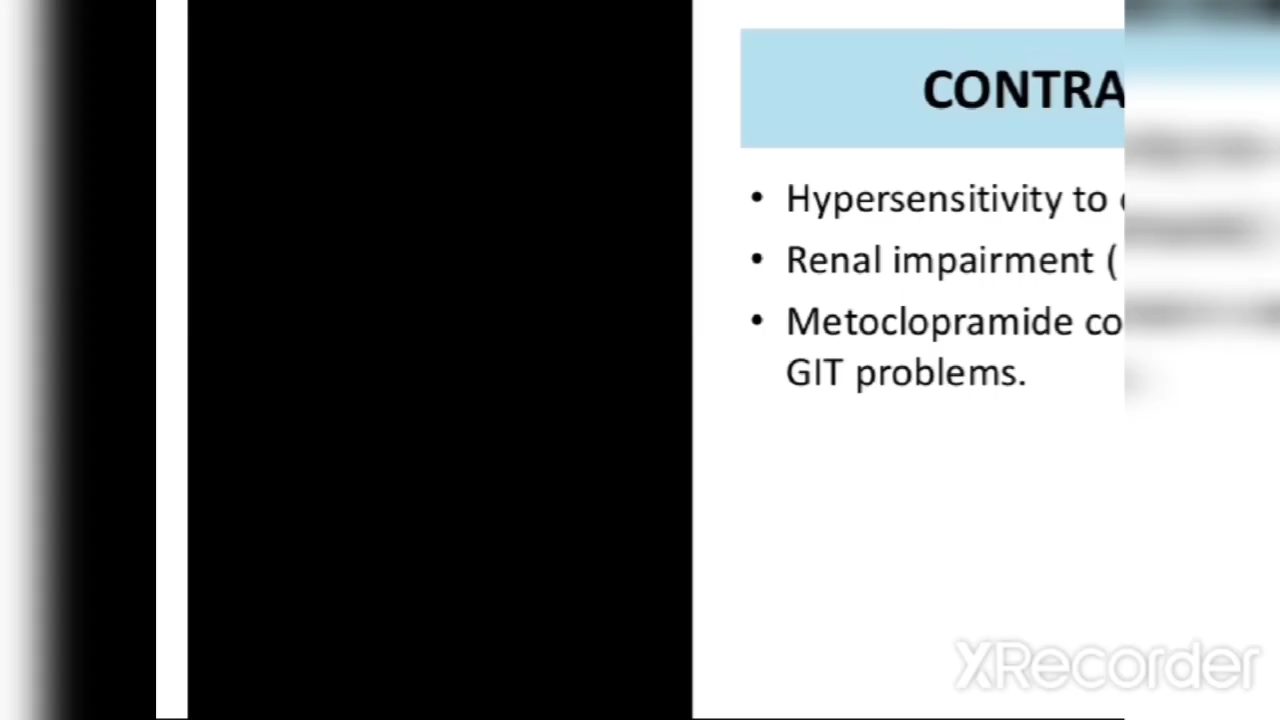 CONTRA
• Hypersensitivity to
• Renal impairment (
• Metoclopramide co
GIT problems.
XRecorder